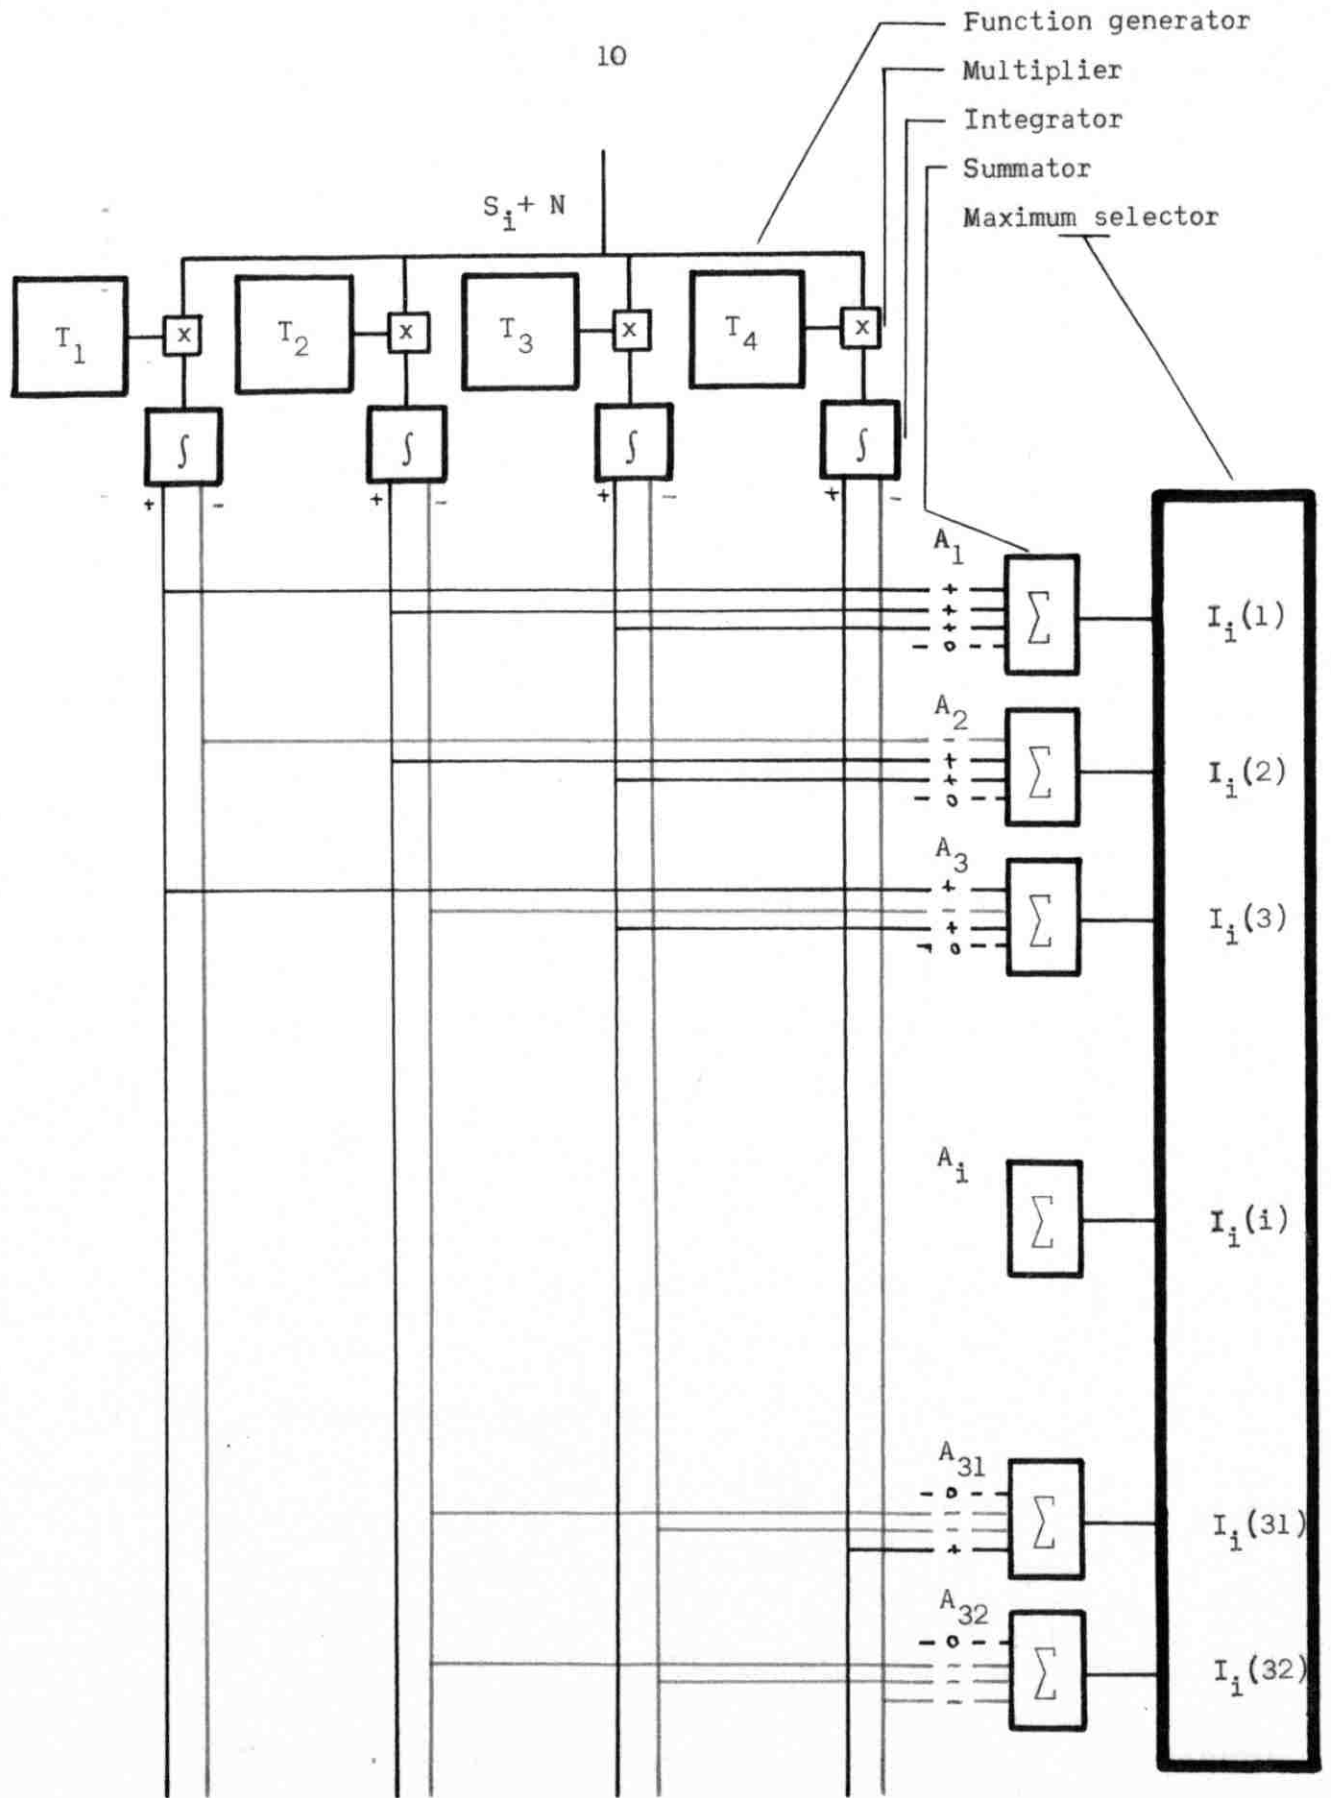 10
Function generator
Multiplier
Integrator
Summator
Maximum selector
S_i + N
T_1 x T_2 x T_3 x T_4 x
∫ ∫ ∫ ∫
+ - + - + - + -
A_1
+
+
+
o
Σ I_i(1)
A_2
-
+
+
o
Σ I_i(2)
A_3
+
-
+
o
Σ I_i(3)
A_i
Σ I_i(i)
A_31
o
-
-
+
Σ I_i(31)
A_32
o
-
-
-
Σ I_i(32)